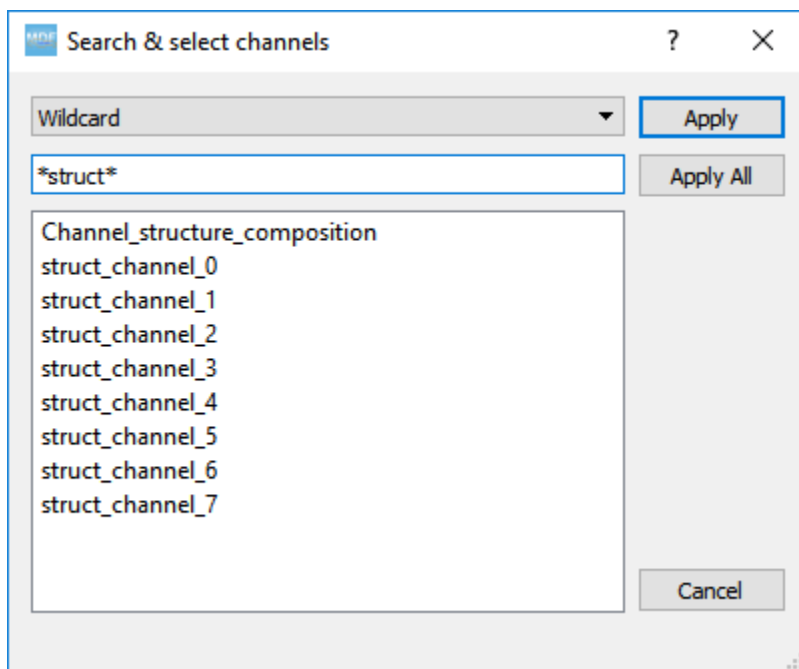 MDF Search & select channels ? X
Wildcard Apply
*struct* Apply All
Channel_structure_composition
struct_channel_0
struct_channel_1
struct_channel_2
struct_channel_3
struct_channel_4
struct_channel_5
struct_channel_6
struct_channel_7
Cancel